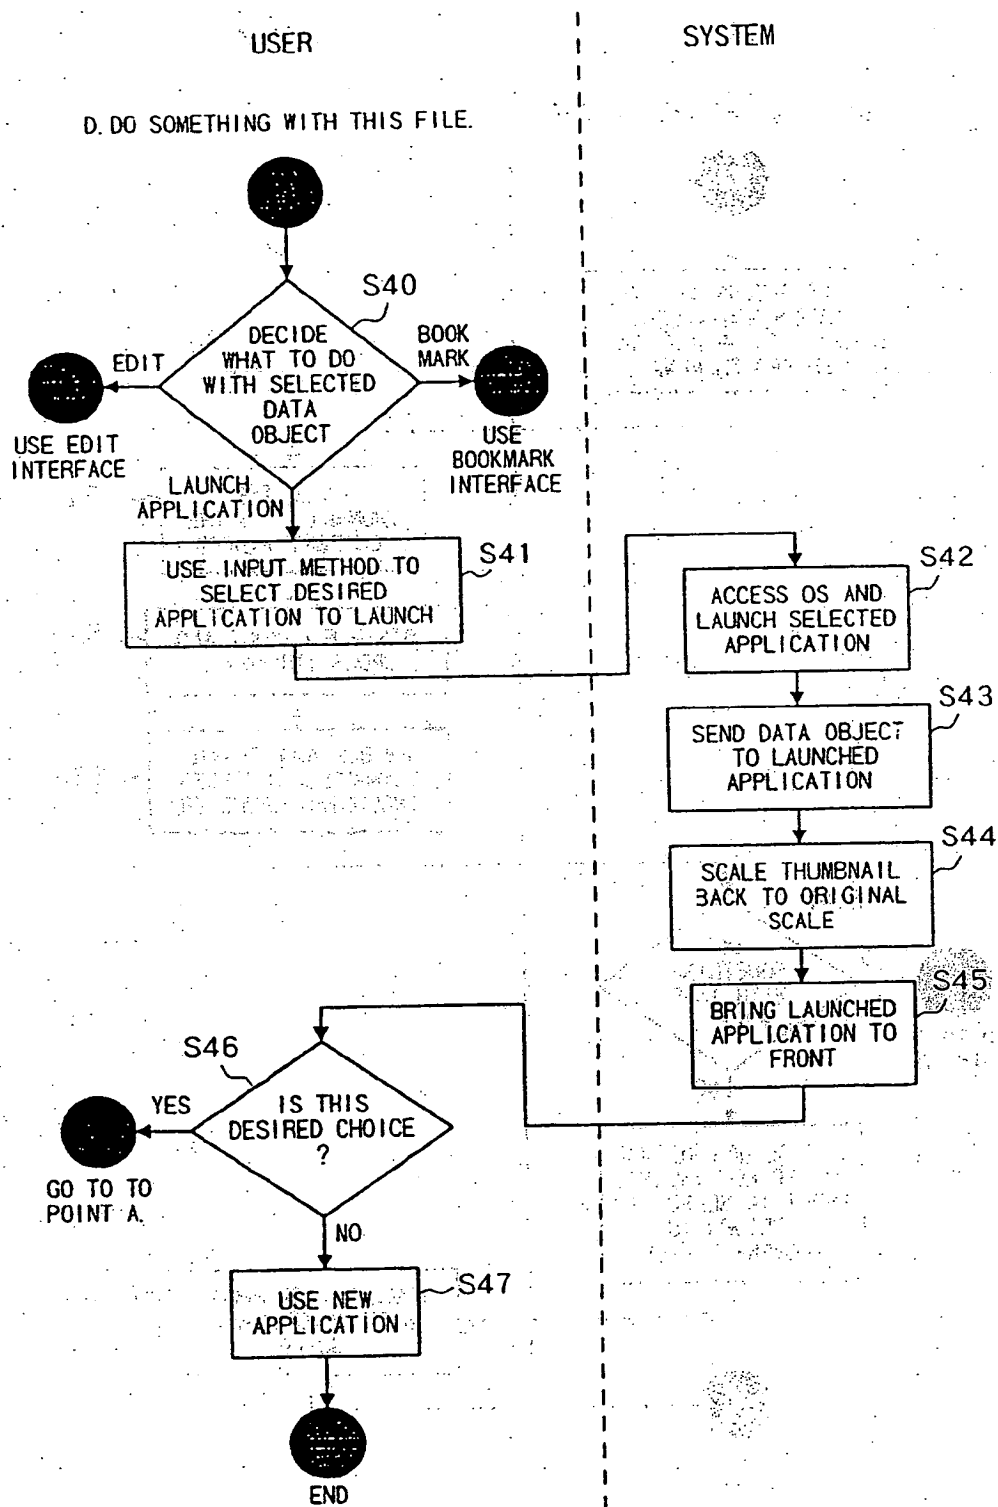 USER
SYSTEM
D. DO SOMETHING WITH THIS FILE.
S40
DECIDE
WHAT TO DO
WITH SELECTED
DATA
OBJECT
EDIT
BOOK
MARK
USE EDIT
INTERFACE
USE
BOOKMARK
INTERFACE
LAUNCH
APPLICATION
S41
USE INPUT METHOD TO
SELECT DESIRED
APPLICATION TO LAUNCH
S42
ACCESS OS AND
LAUNCH SELECTED
APPLICATION
S43
SEND DATA OBJECT
TO LAUNCHED
APPLICATION
S44
SCALE THUMBNAIL
BACK TO ORIGINAL
SCALE
S45
BRING LAUNCHED
APPLICATION TO
FRONT
S46
IS THIS
DESIRED CHOICE
?
YES
GO TO TO
POINT A.
NO
S47
USE NEW
APPLICATION
END